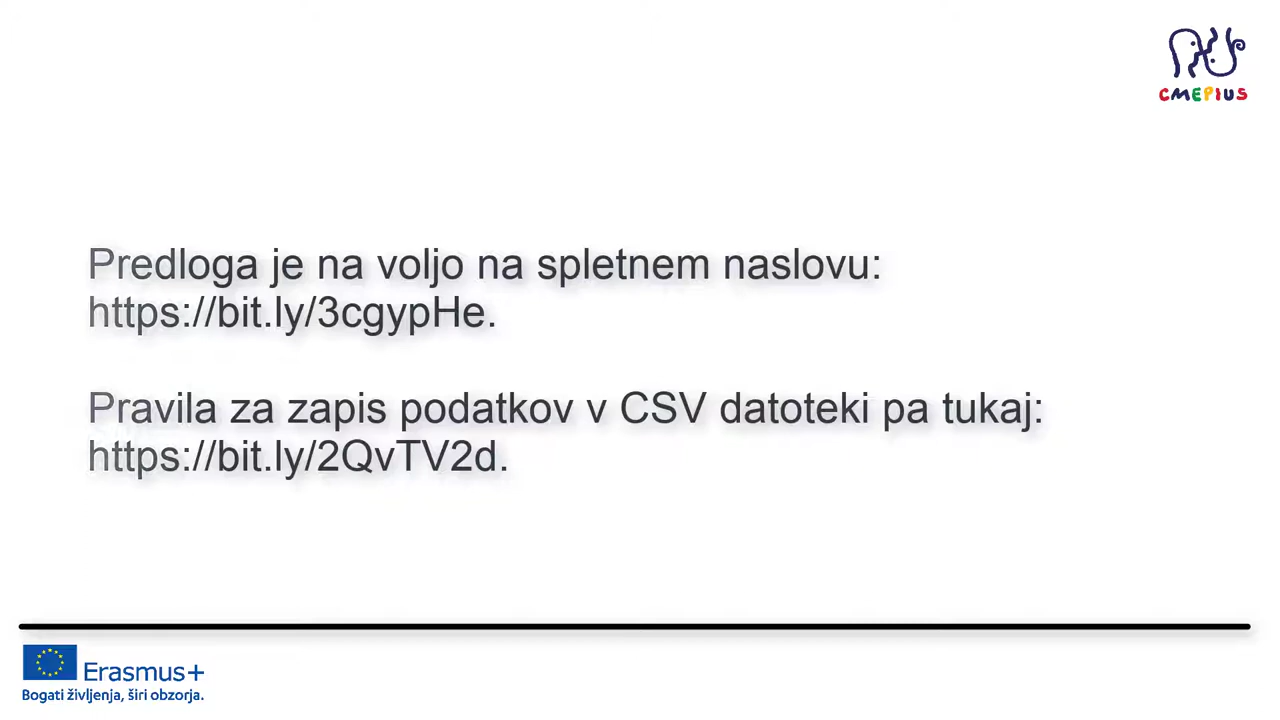 CMEPIUS
Predloga je na voljo na spletnem naslovu:
https://bit.ly/3cgypHe.
Pravila za zapis podatkov v CSV datoteki pa tukaj:
https://bit.ly/2QvTV2d.
Erasmus+
Bogati življenja, širi obzorja.